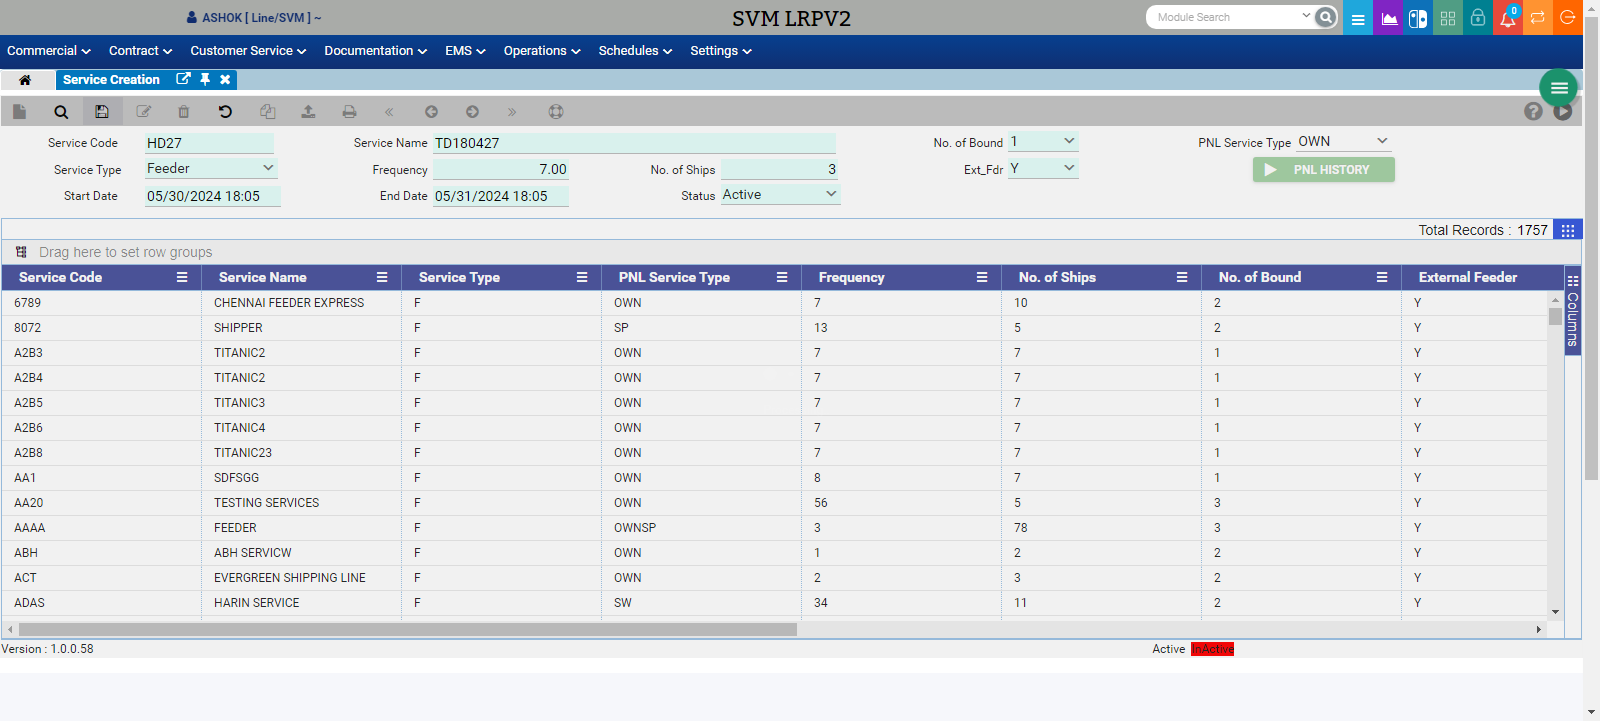 ASHOK [ Line/SVM ] ~
SVM LRPV2
Module Search
0
Commercial Contract Customer Service Documentation EMS Operations Schedules Settings
Service Creation
Service Code HD27 Service Name TD180427 No. of Bound 1 PNL Service Type OWN
Service Type Feeder Frequency 7.00 No. of Ships 3 Ext_Fdr Y PNL HISTORY
Start Date 05/30/2024 18:05 End Date 05/31/2024 18:05 Status Active
Total Records : 1757
Drag here to set row groups
Service Code Service Name Service Type PNL Service Type Frequency No. of Ships No. of Bound External Feeder
Columns
6789 CHENNAI FEEDER EXPRESS F OWN 7 10 2 Y
8072 SHIPPER F SP 13 5 2 Y
A2B3 TITANIC2 F OWN 7 7 1 Y
A2B4 TITANIC2 F OWN 7 7 1 Y
A2B5 TITANIC3 F OWN 7 7 1 Y
A2B6 TITANIC4 F OWN 7 7 1 Y
A2B8 TITANIC23 F OWN 7 7 1 Y
AA1 SDFSGG F OWN 8 7 1 Y
AA20 TESTING SERVICES F OWN 56 5 3 Y
AAAA FEEDER F OWNSP 3 78 3 Y
ABH ABH SERVICW F OWN 1 2 2 Y
ACT EVERGREEN SHIPPING LINE F OWN 2 3 2 Y
ADAS HARIN SERVICE F SW 34 11 2 Y
Version : 1.0.0.58 Active InActive